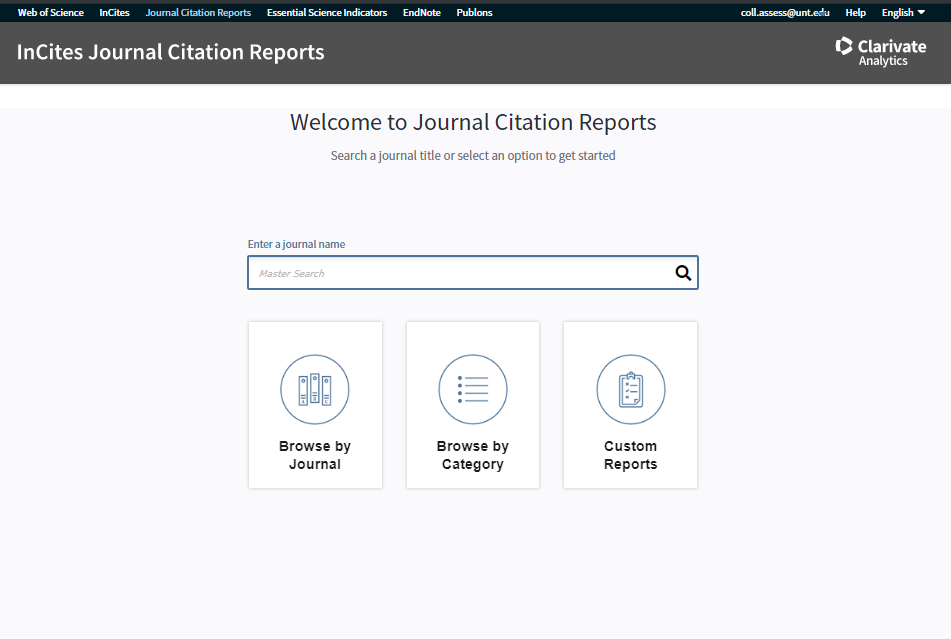 Web of Science InCites Journal Citation Reports Essential Science Indicators EndNote Publons coll.assess@unt.edu Help English
InCites Journal Citation Reports
Clarivate
Analytics
Welcome to Journal Citation Reports
Search a journal title or select an option to get started
Enter a journal name
Master Search
Browse by
Journal
Browse by
Category
Custom
Reports